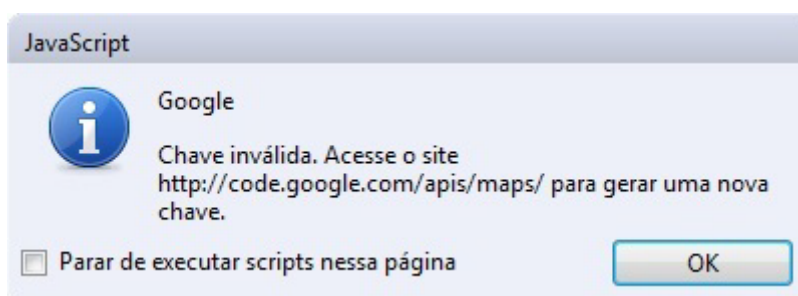 JavaScript
Google
Chave inválida. Acesse o site
http://code.google.com/apis/maps/ para gerar uma nova
chave.
Parar de executar scripts nessa página
OK